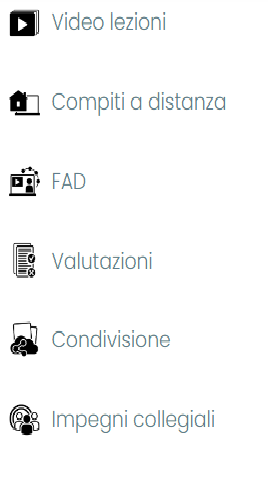 Video lezioni
Compiti a distanza
FAD
Valutazioni
Condivisione
Impegni collegiali